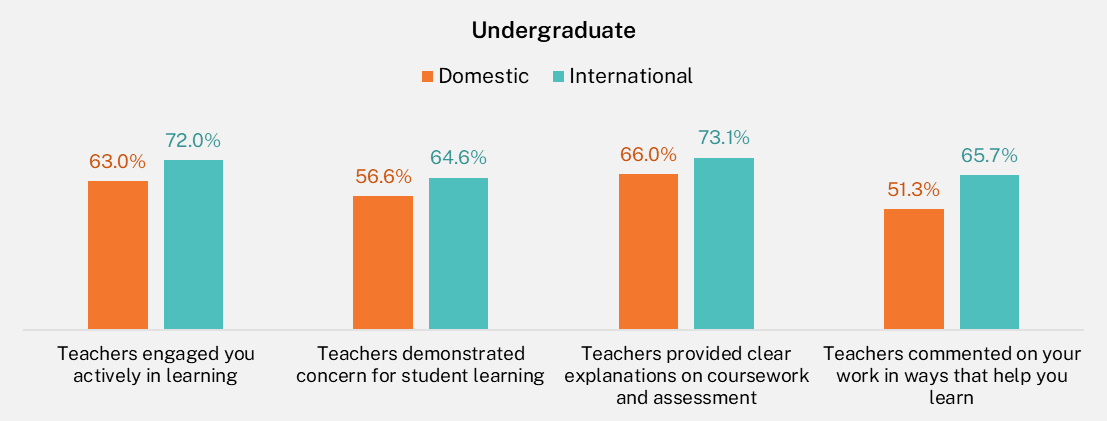 Undergraduate
Domestic International
63.0% 72.0% 56.6% 64.6% 66.0% 73.1% 51.3% 65.7%
Teachers engaged you
actively in learning
Teachers demonstrated
concern for student learning
Teachers provided clear
explanations on coursework
and assessment
Teachers commented on your
work in ways that help you
learn